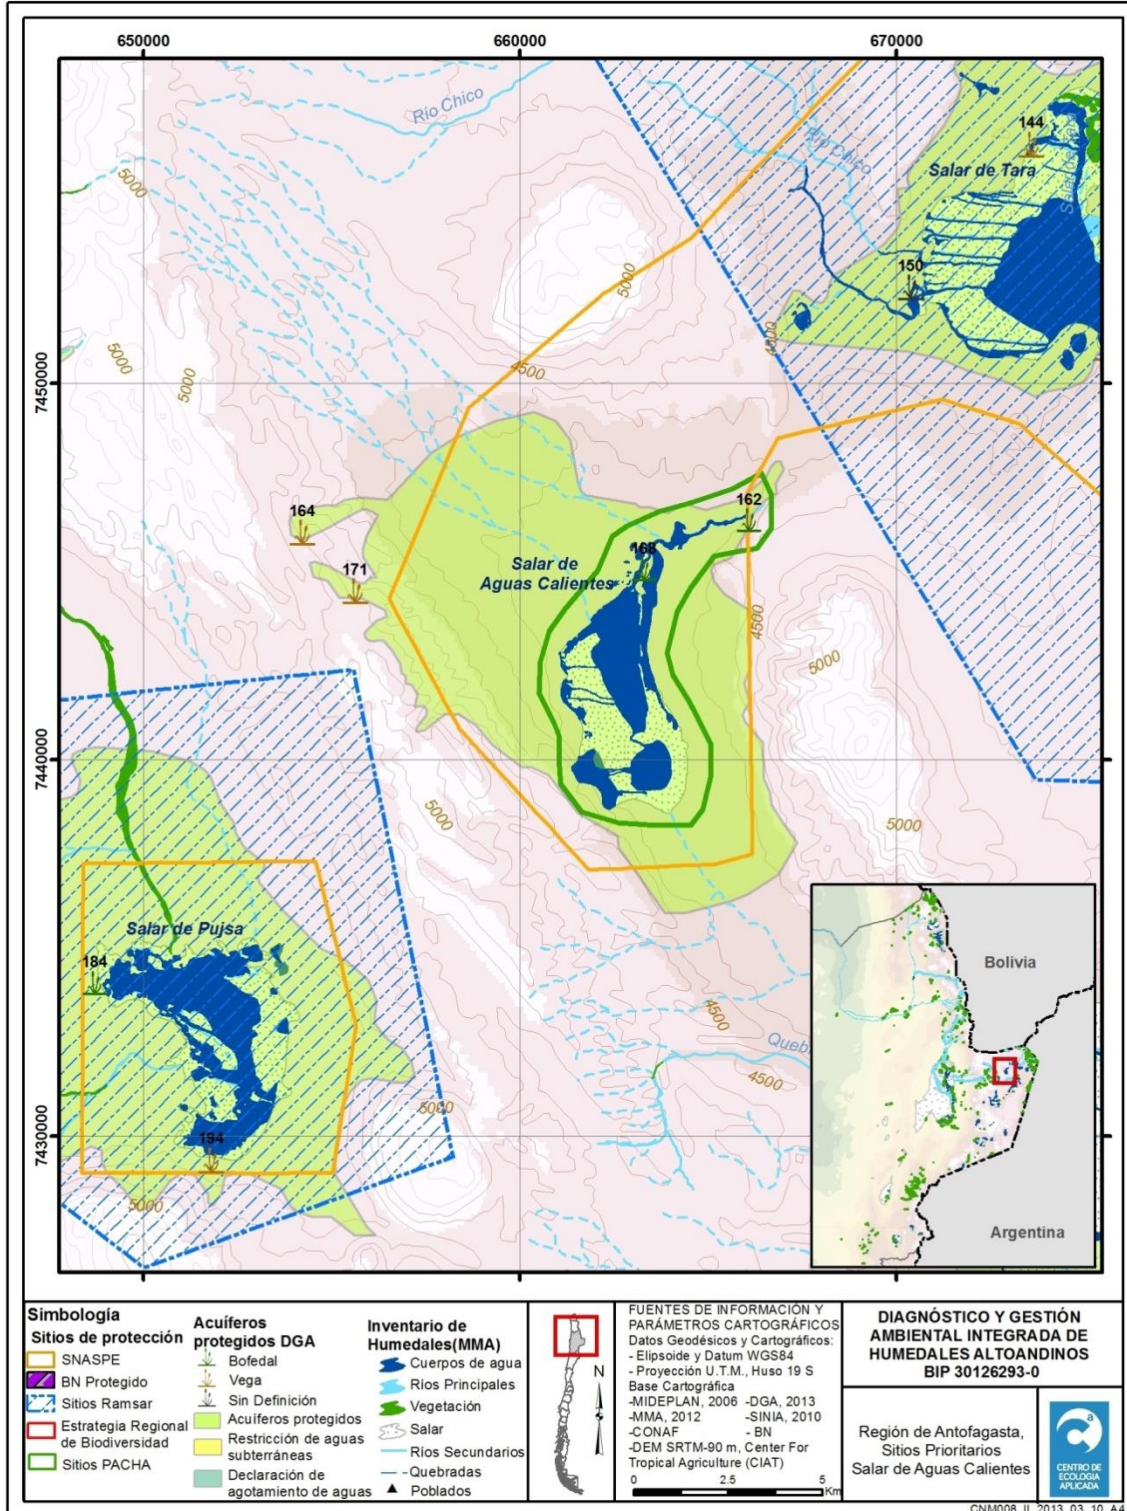 650000
660000
670000
7450000
7440000
7430000
Río Chico
Río Chico
Salar de Tara
144
150
5000
5000
5000
5000
4500
4500
164
171
162
168
Salar de
Aguas Calientes
4500
5000
5000
5000
Salar de Pujsa
184
194
5000
5000
4500
4500
Queb
Bolivia
Argentina
Simbología
Sitios de protección
SNASPE
BN Protegido
Sitios Ramsar
Estrategia Regional
de Biodiversidad
Sitios PACHA
Acuíferos
protegidos DGA
Bofedal
Vega
Sin Definición
Acuíferos protegidos
Restricción de aguas
subterráneas
Declaración de
agotamiento de aguas
Inventario de
Humedales(MMA)
Cuerpos de agua
Ríos Principales
Vegetación
Salar
Ríos Secundarios
Quebradas
Poblados
N
FUENTES DE INFORMACIÓN Y
PARÁMETROS CARTOGRÁFICOS
Datos Geodésicos y Cartográficos:
- Elipsoide y Datum WGS84
- Proyección U.T.M., Huso 19 S
Base Cartográfica
-MIDEPLAN, 2006 -DGA, 2013
-MMA, 2012 -SINIA, 2010
-CONAF - BN
-DEM SRTM-90 m, Center For
Tropical Agriculture (CIAT)
0 2.5 5
Km
DIAGNÓSTICO Y GESTIÓN
AMBIENTAL INTEGRADA DE
HUMEDALES ALTOANDINOS
BIP 30126293-0
Región de Antofagasta,
Sitios Prioritarios
Salar de Aguas Calientes
a
CENTRO DE
ECOLOGÍA
APLICADA
CNM008_II_2013_03_10_A4